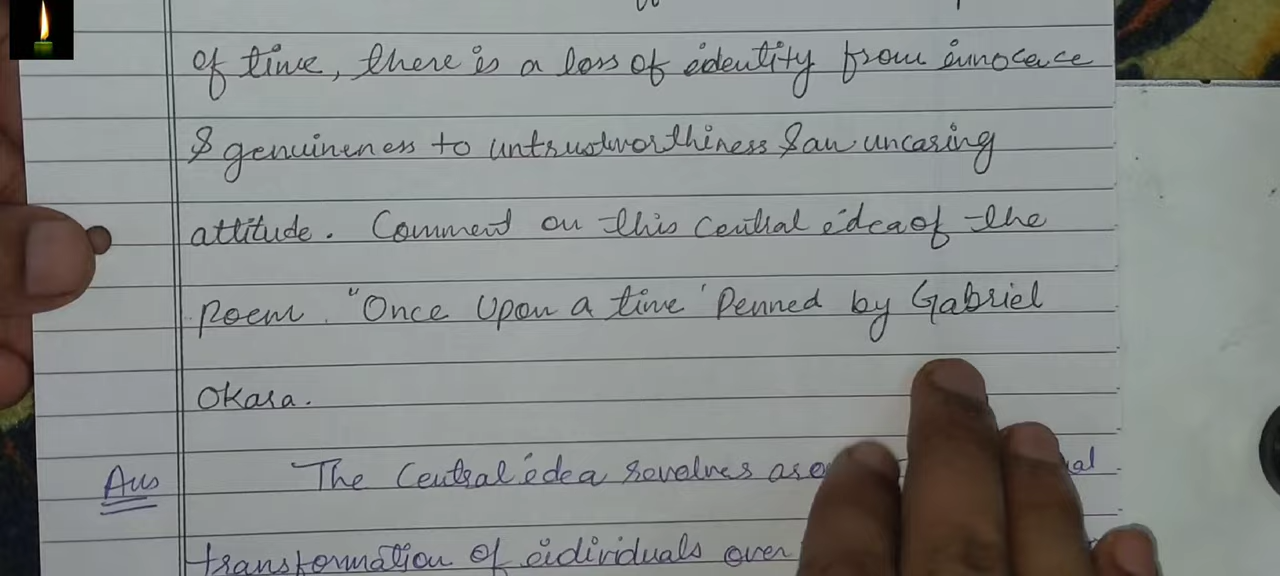 of time, there is a loss of identity from innocence
& genuineness to untrustworthiness & an uncaring
attitude. Comment on this central idea of the
Poem. "Once Upon a time' Penned by Gabriel
Okara.
Ans The Central idea revolves
transformation of individuals over